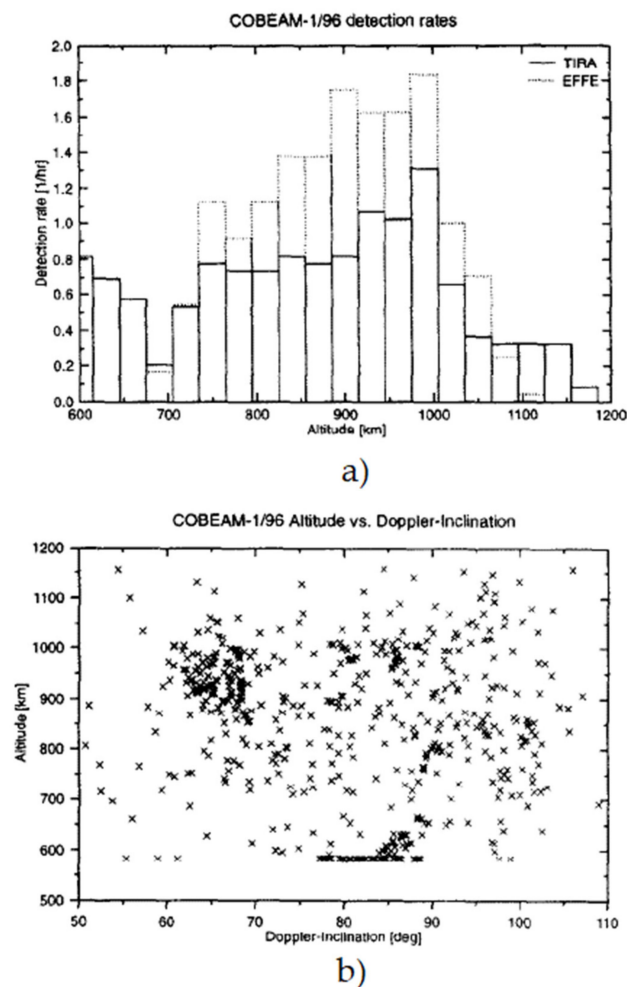 COBEAM-1/96 detection rates
TIRA
EFFE
2.0
1.8
1.6
1.4
1.2
1.0
0.8
0.6
0.4
0.2
0.0
Detection rate [1/hr]
600 700 800 900 1000 1100 1200
Altitude [km]
a)
COBEAM-1/96 Altitude vs. Doppler-Inclination
1200
1100
1000
900
800
700
600
500
Altitude [km]
50 60 70 80 90 100 110
Doppler-Inclination [deg]
b)